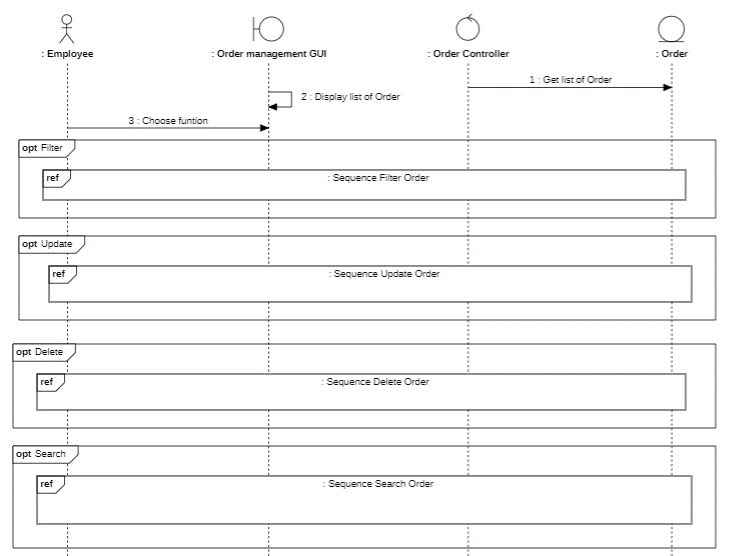 : Employee
: Order management GUI
: Order Controller
: Order
1 : Get list of Order
2 : Display list of Order
3 : Choose funtion
opt Filter
ref
: Sequence Filter Order
opt Update
ref
: Sequence Update Order
opt Delete
ref
: Sequence Delete Order
opt Search
ref
: Sequence Search Order